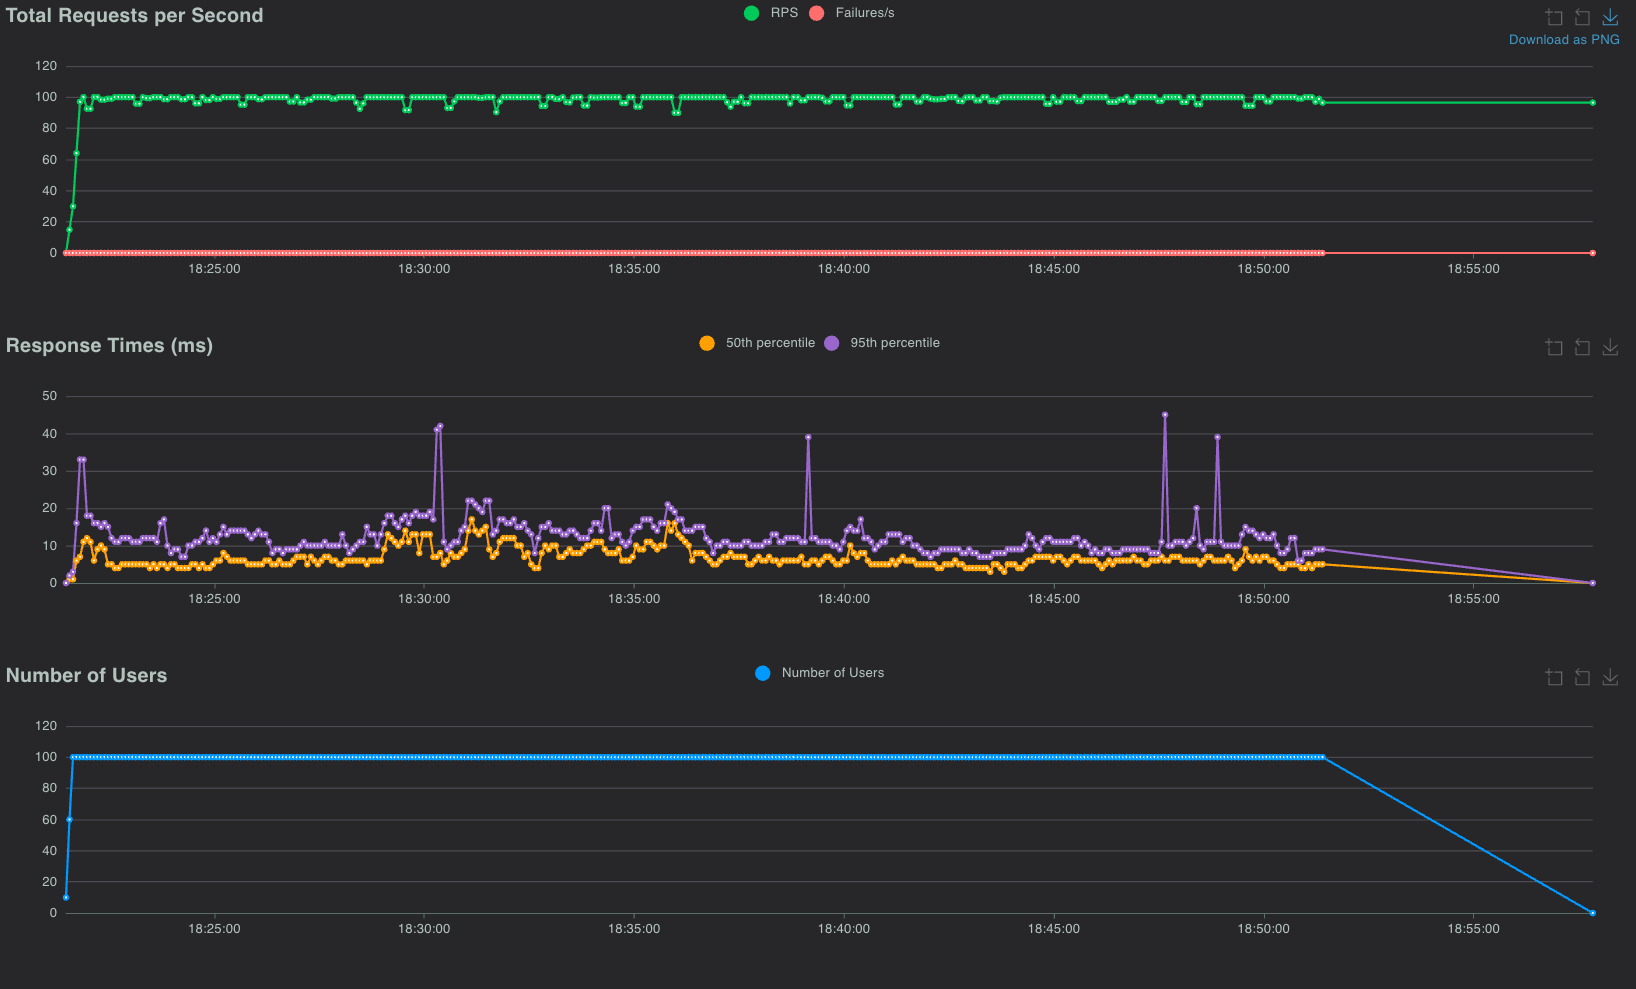 Total Requests per Second
RPS Failures/s
Download as PNG
120
100
80
60
40
20
0
18:25:00 18:30:00 18:35:00 18:40:00 18:45:00 18:50:00 18:55:00
Response Times (ms)
50th percentile 95th percentile
50
40
30
20
10
0
18:25:00 18:30:00 18:35:00 18:40:00 18:45:00 18:50:00 18:55:00
Number of Users
Number of Users
120
100
80
60
40
20
0
18:25:00 18:30:00 18:35:00 18:40:00 18:45:00 18:50:00 18:55:00